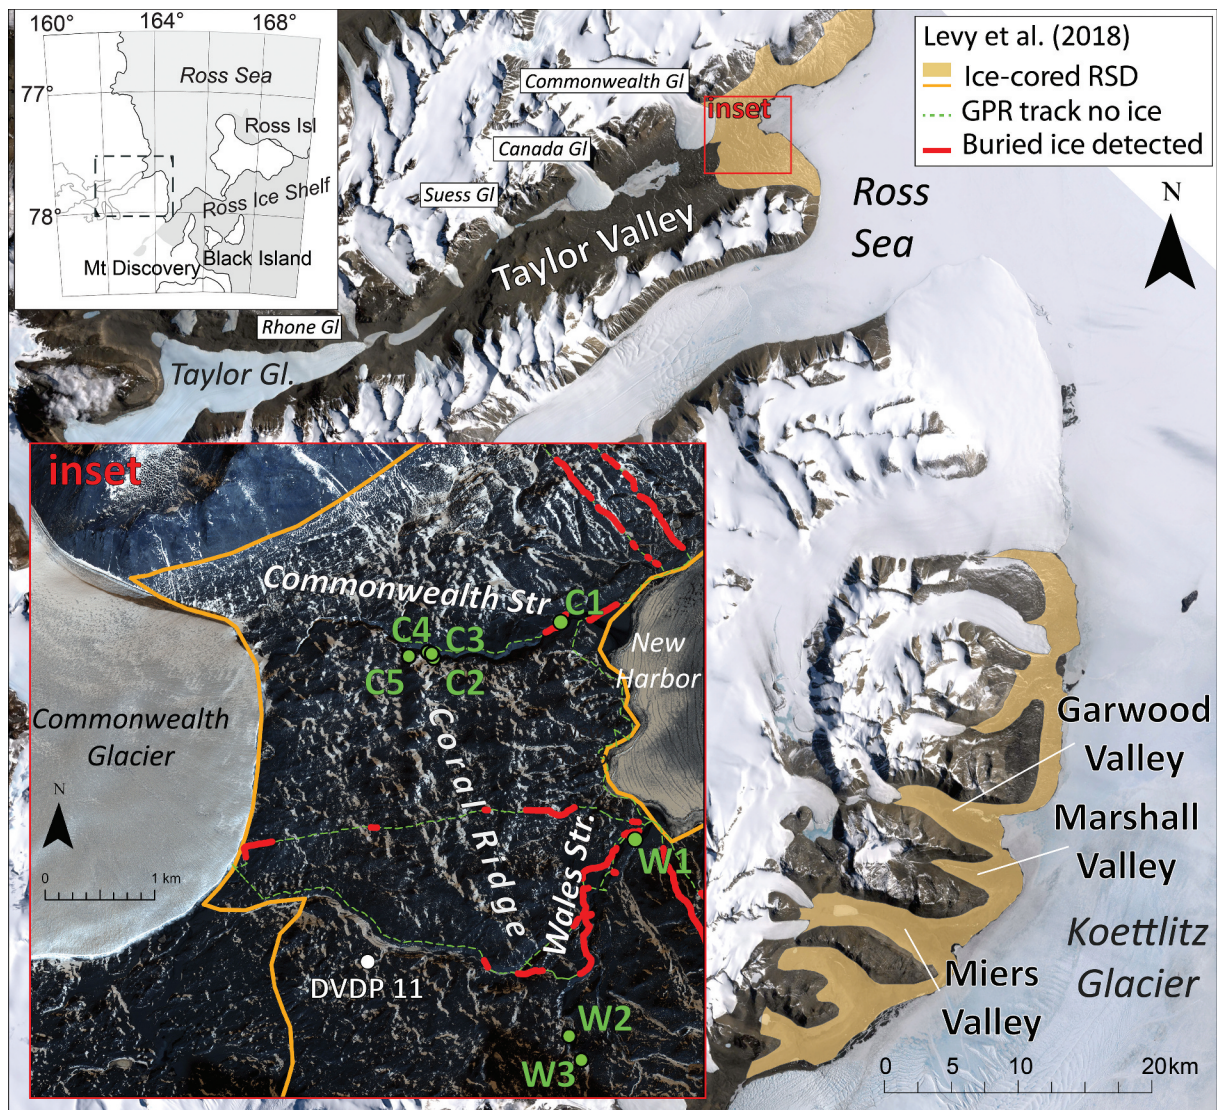 160° 164° 168°
Ross Sea
77°
Ross Isl
Ross Ice Shelf
78°
Mt Discovery
Black Island
Commonwealth Gl
inset
Canada Gl
Suess Gl
Taylor Valley
Rhone Gl
Taylor Gl.
Levy et al. (2018)
Ice-cored RSD
GPR track no ice
Buried ice detected
N
Ross
Sea
inset
Commonwealth Str
C1
C4
C3
C5
C2
New
Harbor
Commonwealth
Glacier
Coral Ridge
N
0 1 km
Wales Str.
W1
DVDP 11
W2
W3
Garwood
Valley
Marshall
Valley
Koettlitz
Glacier
Miers
Valley
0 5 10 20km